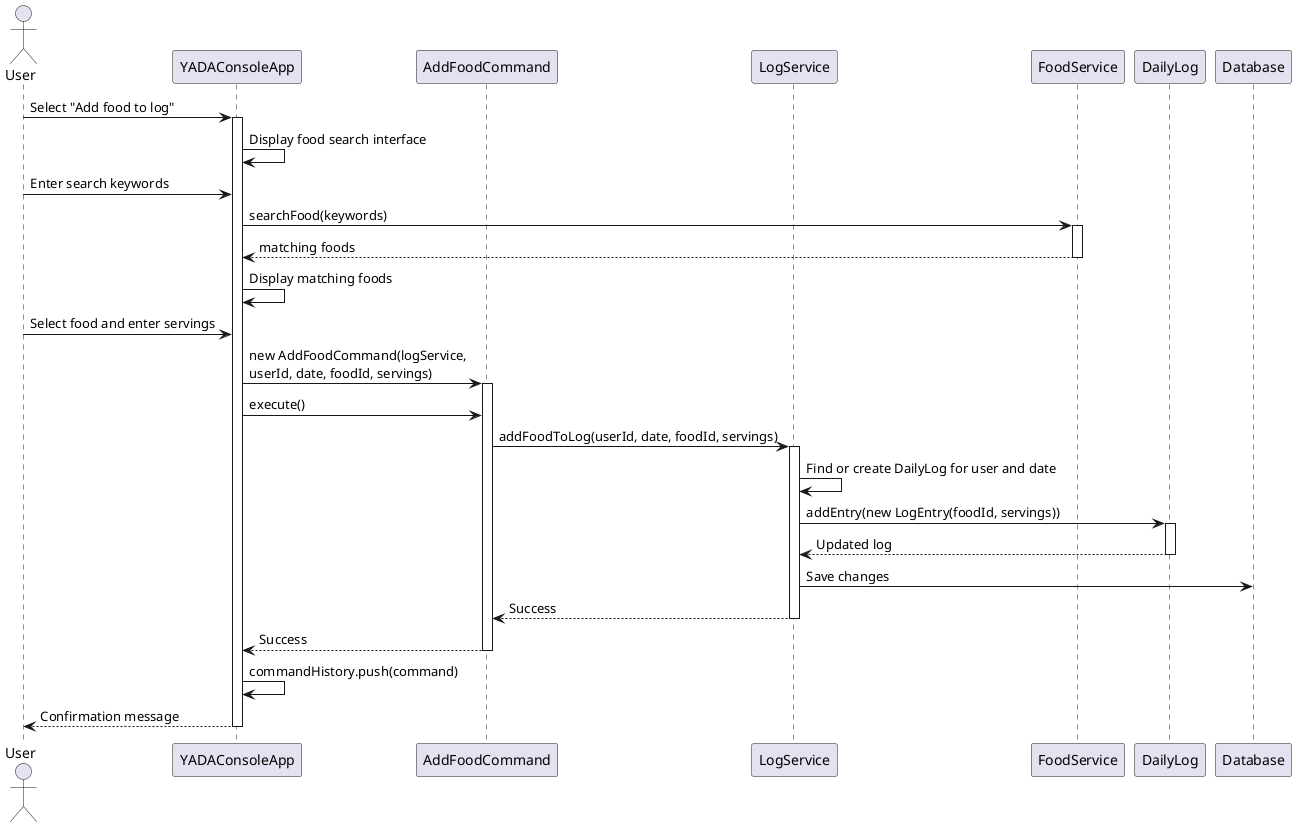 User
YADAConsoleApp
AddFoodCommand
LogService
FoodService
DailyLog
Database
Select "Add food to log"
Display food search interface
Enter search keywords
searchFood(keywords)
matching foods
Display matching foods
Select food and enter servings
new AddFoodCommand(logService,
userId, date, foodId, servings)
execute()
addFoodToLog(userId, date, foodId, servings)
Find or create DailyLog for user and date
addEntry(new LogEntry(foodId, servings))
Updated log
Save changes
Success
Success
commandHistory.push(command)
Confirmation message
User
YADAConsoleApp
AddFoodCommand
LogService
FoodService
DailyLog
Database